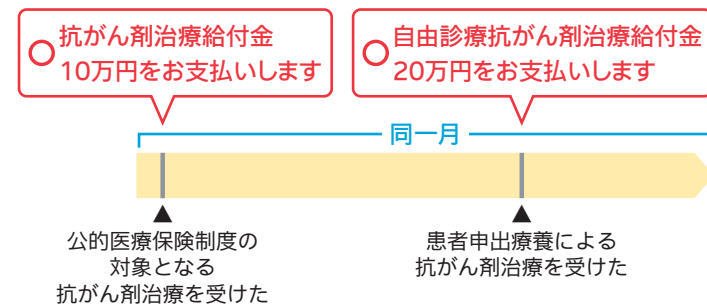 抗がん剤治療給付金
10万円をお支払いします
自由診療抗がん剤治療給付金
20万円をお支払いします
同一月
公的医療保険制度の
対象となる
抗がん剤治療を受けた
患者申出療養による
抗がん剤治療を受けた